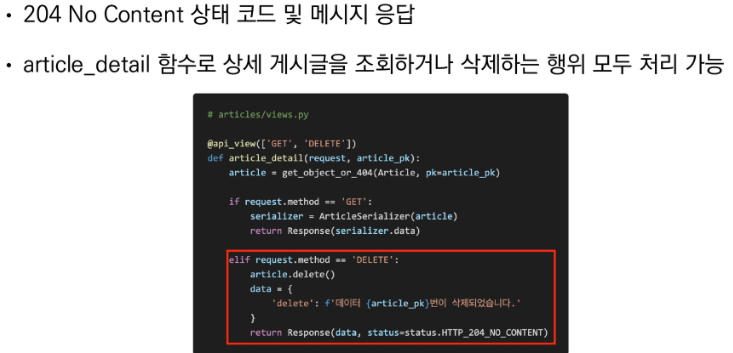 • 204 No Content 상태 코드 및 메시지 응답
• article_detail 함수로 상세 게시글을 조회하거나 삭제하는 행위 모두 처리 가능
# articles/views.py
@api_view(['GET', 'DELETE'])
def article_detail(request, article_pk):
    article = get_object_or_404(Article, pk=article_pk)
    if request.method == 'GET':
        serializer = ArticleSerializer(article)
        return Response(serializer.data)
    elif request.method == 'DELETE':
        article.delete()
        data = {
            'delete': f'데이터 {article_pk}번이 삭제되었습니다.'
        }
        return Response(data, status=status.HTTP_204_NO_CONTENT)